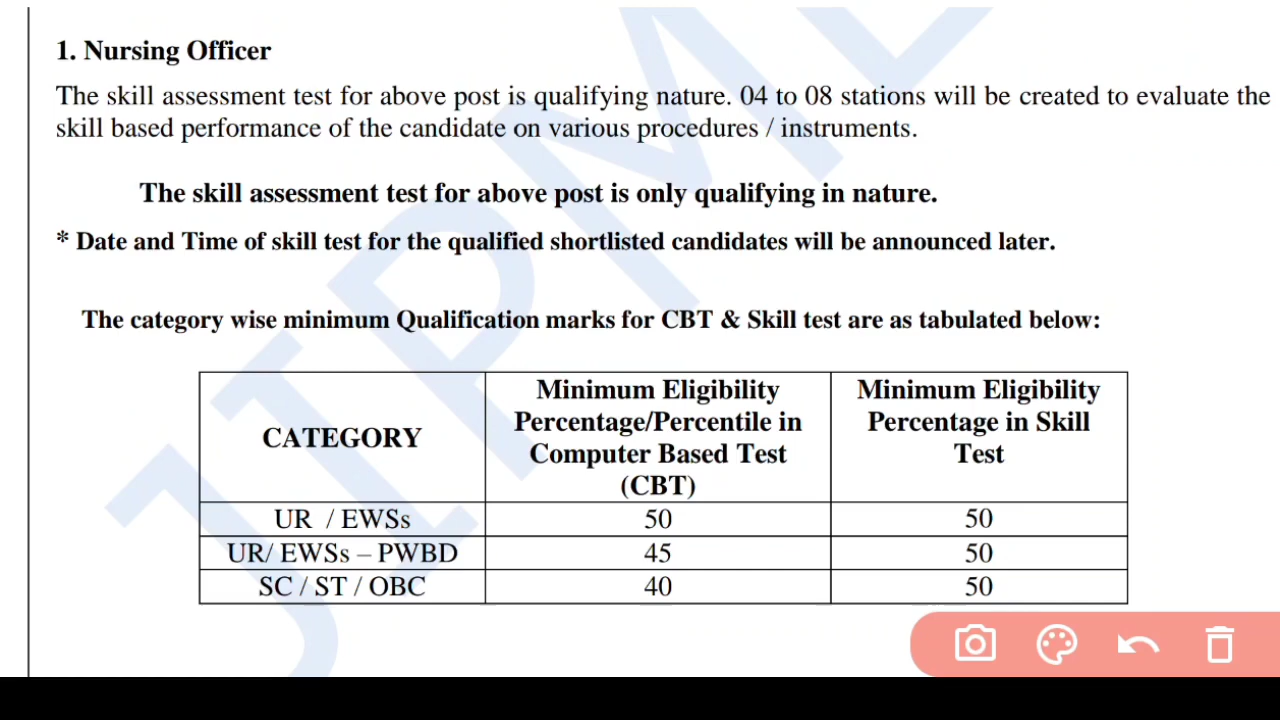 1. Nursing Officer
The skill assessment test for above post is qualifying nature. 04 to 08 stations will be created to evaluate the
skill based performance of the candidate on various procedures / instruments.
The skill assessment test for above post is only qualifying in nature.
* Date and Time of skill test for the qualified shortlisted candidates will be announced later.
The category wise minimum Qualification marks for CBT & Skill test are as tabulated below:
CATEGORY
Minimum Eligibility
Percentage/Percentile in
Computer Based Test
(CBT)
Minimum Eligibility
Percentage in Skill
Test
UR / EWSs 50 50
UR/ EWSs – PWBD 45 50
SC / ST / OBC 40 50
JIPME